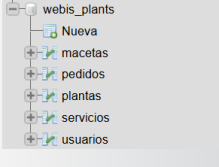 webis_plants
Nueva
macetas
pedidos
plantas
servicios
usuarios